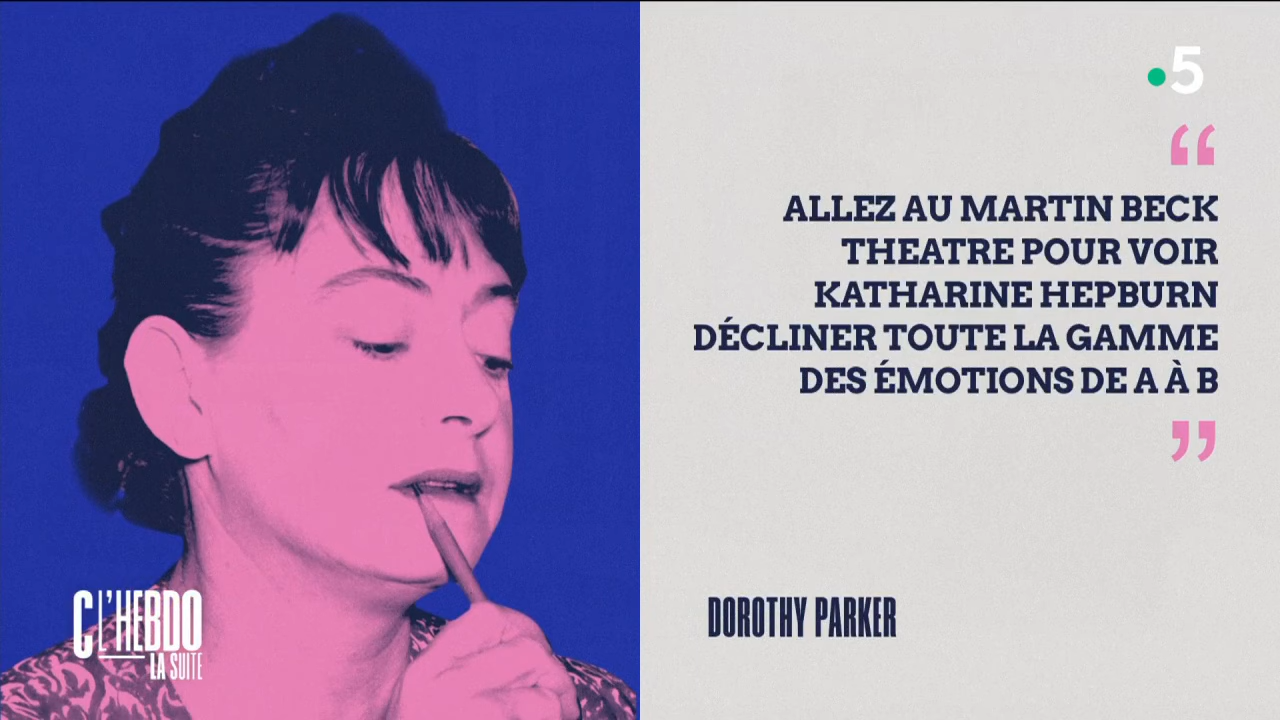 5
“
ALLEZ AU MARTIN BECK
THEATRE POUR VOIR
KATHARINE HEPBURN
DÉCLINER TOUTE LA GAMME
DES ÉMOTIONS DE A À B
”
DOROTHY PARKER
C L'HEBDO
LA SUITE